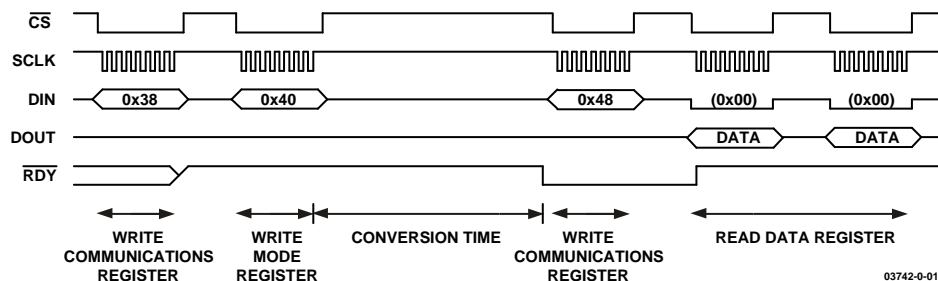 CS
SCLK
DIN 0x38 0x40 0x48 (0x00) (0x00)
DOUT DATA DATA
RDY
WRITE COMMUNICATIONS REGISTER
WRITE MODE REGISTER
CONVERSION TIME
WRITE COMMUNICATIONS REGISTER
READ DATA REGISTER
03742-0-01